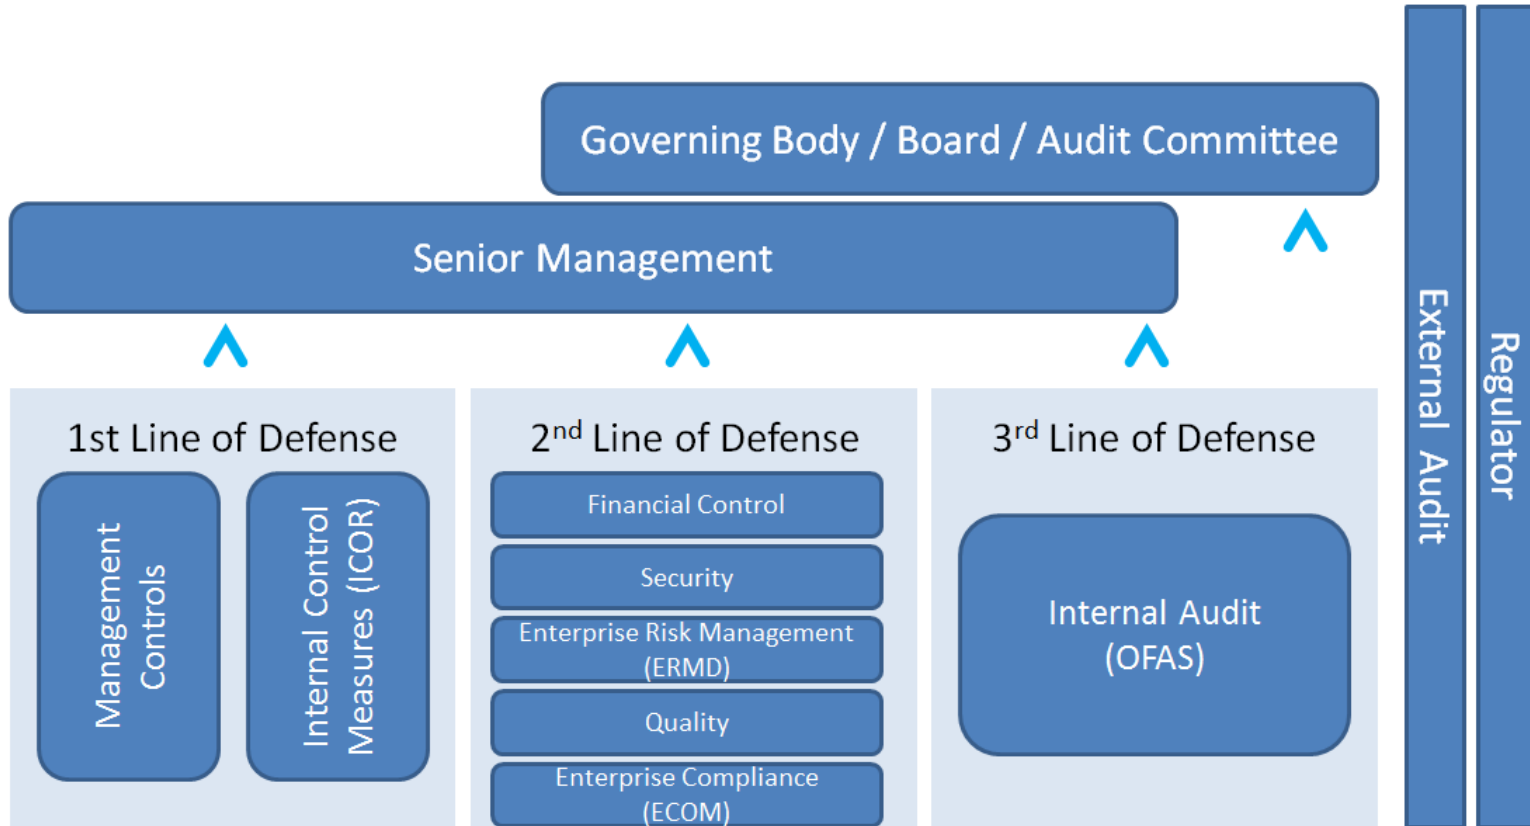 Governing Body / Board / Audit Committee
Senior Management
1st Line of Defense
Management
Controls
Internal Control
Measures (ICOR)
2nd Line of Defense
Financial Control
Security
Enterprise Risk Management
(ERMD)
Quality
Enterprise Compliance
(ECOM)
3rd Line of Defense
Internal Audit
(OFAS)
External Audit
Regulator